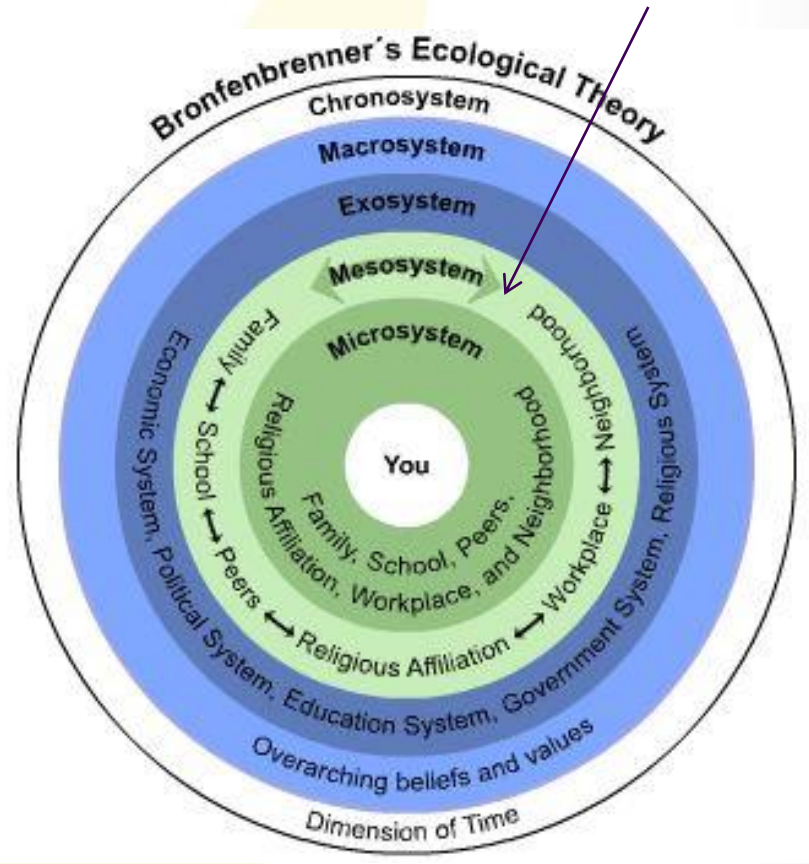 Bronfenbrenner´s Ecological Theory
Chronosystem
Macrosystem
Exosystem
Mesosystem
Microsystem
You
Family, School, Peers,
Religious Affiliation, Workplace, and Neighborhood
Family ↔ School ↔ Peers ↔ Religious Affiliation ↔ Workplace ↔ Neighborhood
Economic System, Political System, Education System, Government System, Religious System
Overarching beliefs and values
Dimension of Time